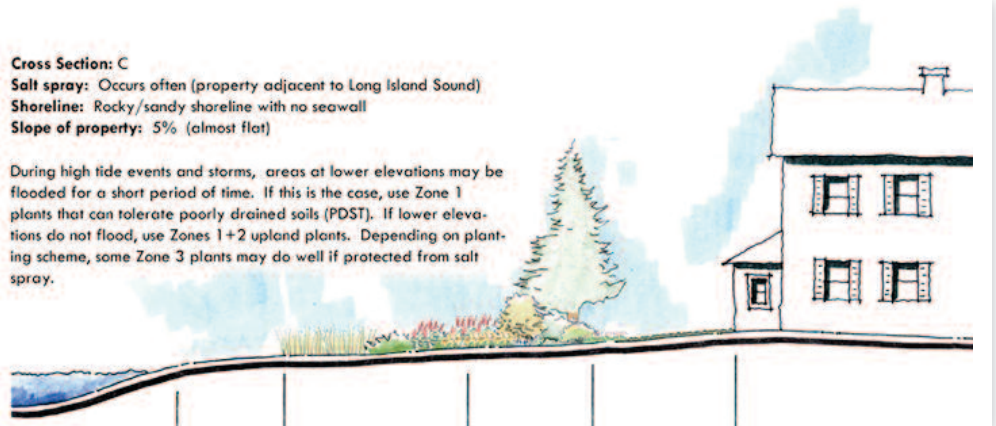 Cross Section: C
Salt spray: Occurs often (property adjacent to Long Island Sound)
Shoreline: Rocky/sandy shoreline with no seawall
Slope of property: 5% (almost flat)
During high tide events and storms, areas at lower elevations may be
flooded for a short period of time. If this is the case, use Zone 1
plants that can tolerate poorly drained soils (PDST). If lower eleva-
tions do not flood, use Zones 1+2 upland plants. Depending on plant-
ing scheme, some Zone 3 plants may do well if protected from salt
spray.